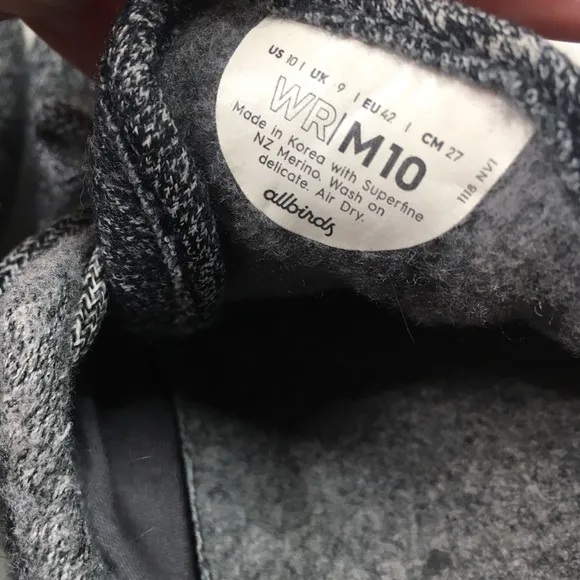 US 10 | UK 9 | EU 42 | CM 27
WR|M10
Made in Korea with Superfine
NZ Merino. Wash on
delicate. Air Dry.
allbirds
1118 NV1